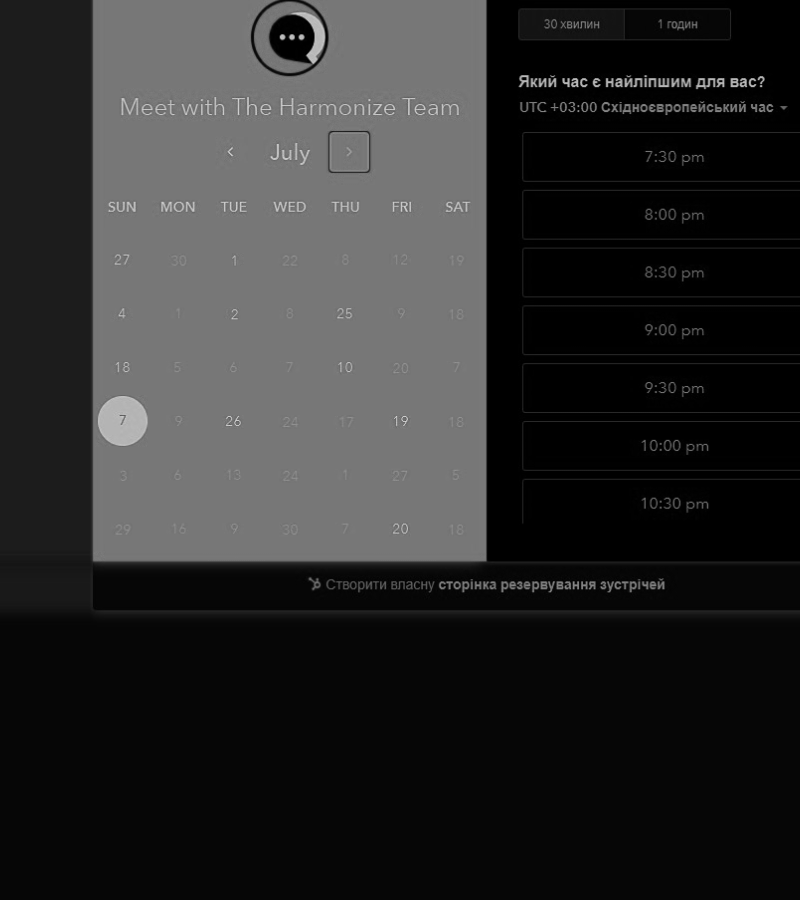 Meet with The Harmonize Team
July
SUN MON TUE WED THU FRI SAT
27 30 1 22 8 12 19
4 1 2 8 25 9 18
18 5 6 7 10 20 7
7 9 26 24 17 19 18
3 6 13 24 1 27 5
29 16 9 30 7 20 18
30 хвилин 1 годин
Який час є найліпшим для вас?
UTC +03:00 Східноєвропейський час
7:30 pm
8:00 pm
8:30 pm
9:00 pm
9:30 pm
10:00 pm
10:30 pm
Створити власну сторінка резервування зустрічей